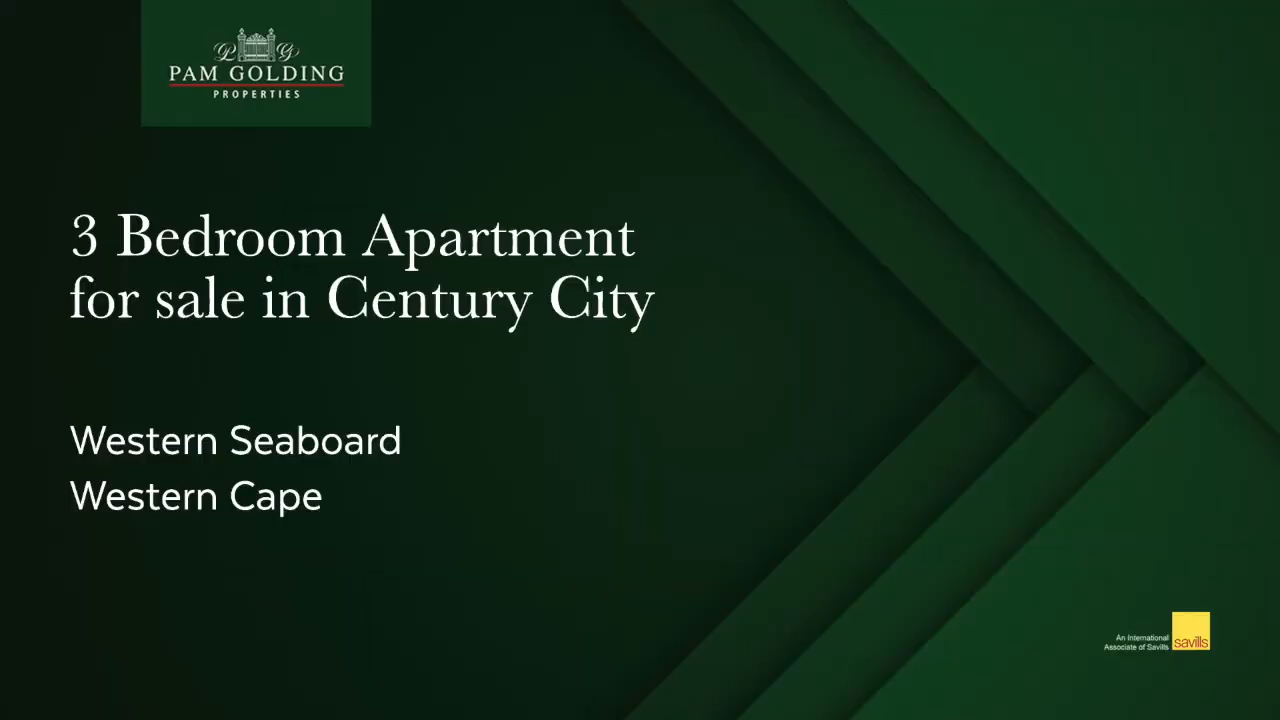 PG
PAM GOLDING
PROPERTIES
3 Bedroom Apartment
for sale in Century City
Western Seaboard
Western Cape
An International
Associate of Savills
savills